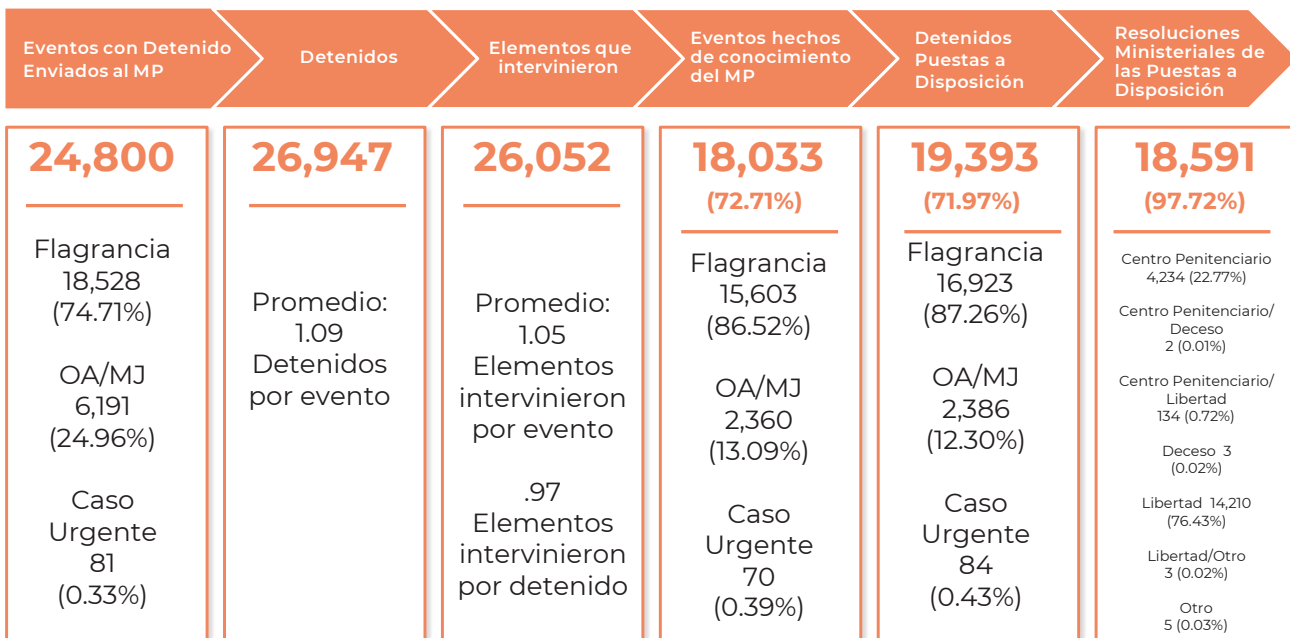 Eventos con Detenido
Enviados al MP
Detenidos
Elementos que
intervinieron
Eventos hechos
de conocimiento
del MP
Detenidos
Puestas a
Disposición
Resoluciones
Ministeriales de
las Puestas a
Disposición
24,800
Flagrancia
18,528
(74.71%)
OA/MJ
6,191
(24.96%)
Caso
Urgente
81
(0.33%)
26,947
Promedio:
1.09
Detenidos
por evento
26,052
Promedio:
1.05
Elementos
intervinieron
por evento
.97
Elementos
intervinieron
por detenido
18,033
(72.71%)
Flagrancia
15,603
(86.52%)
OA/MJ
2,360
(13.09%)
Caso
Urgente
70
(0.39%)
19,393
(71.97%)
Flagrancia
16,923
(87.26%)
OA/MJ
2,386
(12.30%)
Caso
Urgente
84
(0.43%)
18,591
(97.72%)
Centro Penitenciario
4,234 (22.77%)
Centro Penitenciario/
Deceso
2 (0.01%)
Centro Penitenciario/
Libertad
134 (0.72%)
Deceso 3
(0.02%)
Libertad 14,210
(76.43%)
Libertad/Otro
3 (0.02%)
Otro
5 (0.03%)